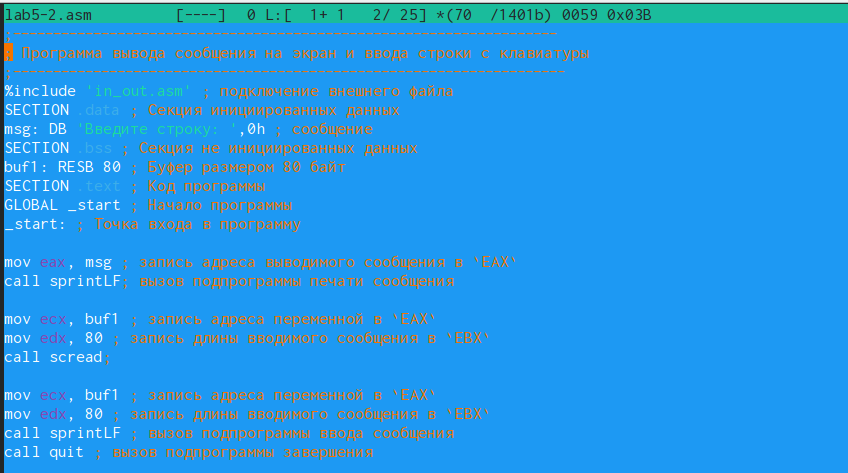 lab5-2.asm [----] 0 L:[ 1+ 1 2/ 25] *(70 /1401b) 0059 0x03B
;------------------------------------------------------------
; Программа вывода сообщения на экран и ввода строки с клавиатуры
;-------------------------------------------------------------
%include 'in_out.asm' ; подключение внешнего файла
SECTION .data ; Секция инициированных данных
msg: DB 'Введите строку: ',0h ; сообщение
SECTION .bss ; Секция не инициированных данных
buf1: RESB 80 ; Буфер размером 80 байт
SECTION .text ; Код программы
GLOBAL _start ; Начало программы
_start: ; Точка входа в программу
mov eax, msg ; запись адреса выводимого сообщения в `EAX`
call sprintLF; вызов подпрограммы печати сообщения
mov ecx, buf1 ; запись адреса переменной в `EAX`
mov edx, 80 ; запись длины вводимого сообщения в `EBX`
call scread;
mov ecx, buf1 ; запись адреса переменной в `EAX`
mov edx, 80 ; запись длины вводимого сообщения в `EBX`
call sprintLF ; вызов подпрограммы ввода сообщения
call quit ; вызов подпрограммы завершения